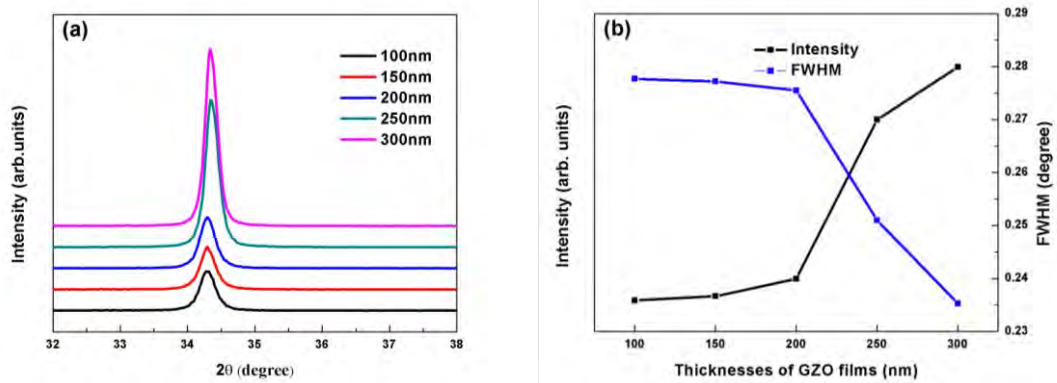 (a)
100nm
150nm
200nm
250nm
300nm
Intensity (arb.units)
32 33 34 35 36 37 38
2θ (degree)
(b)
Intensity
FWHM
Intensity (arb. units)
0.29
0.28
0.27
0.26
0.25
0.24
0.23
FWHM (degree)
100 150 200 250 300
Thicknesses of GZO films (nm)